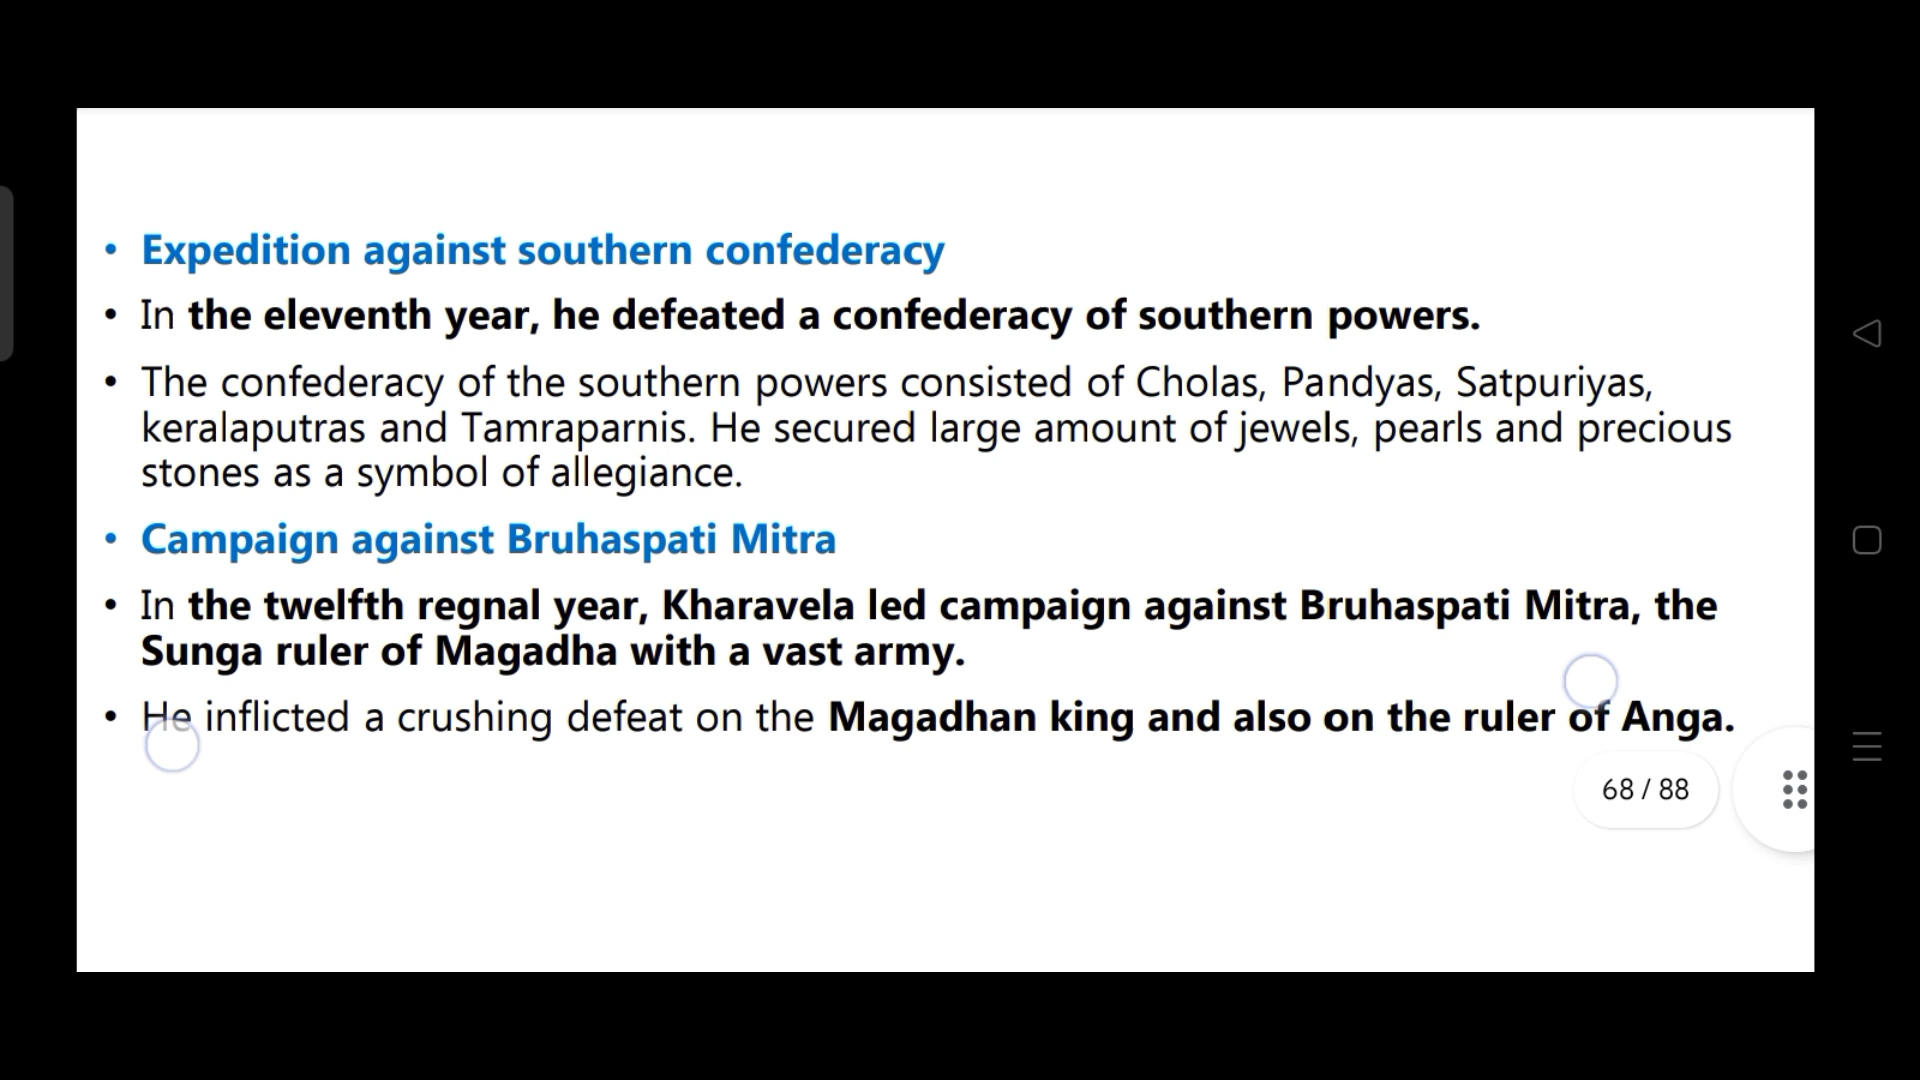 • Expedition against southern confederacy
• In the eleventh year, he defeated a confederacy of southern powers.
• The confederacy of the southern powers consisted of Cholas, Pandyas, Satpuriyas,
keralaputras and Tamraparnis. He secured large amount of jewels, pearls and precious
stones as a symbol of allegiance.
• Campaign against Bruhaspati Mitra
• In the twelfth regnal year, Kharavela led campaign against Bruhaspati Mitra, the
Sunga ruler of Magadha with a vast army.
• He inflicted a crushing defeat on the Magadhan king and also on the ruler of Anga.
68 / 88